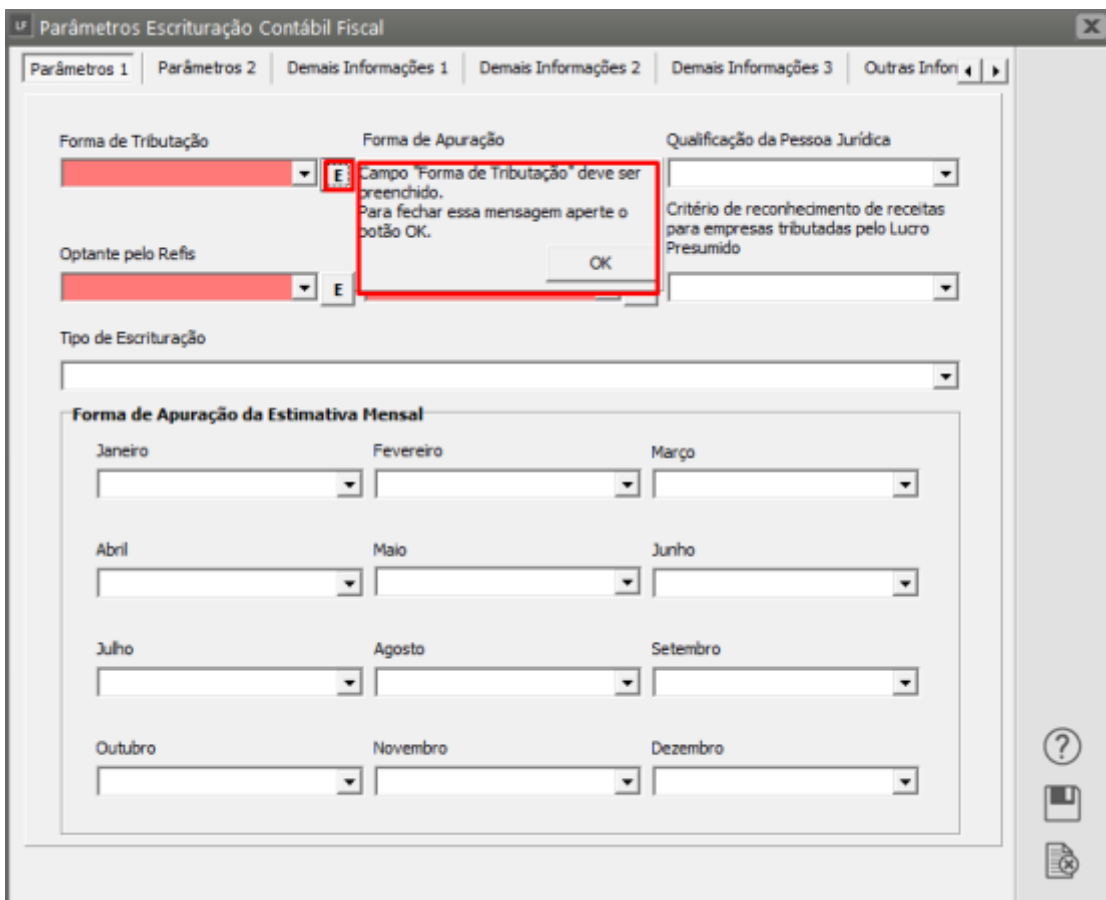 LF Parâmetros Escrituração Contábil Fiscal
Parâmetros 1 Parâmetros 2 Demais Informações 1 Demais Informações 2 Demais Informações 3 Outras Infor
Forma de Tributação Forma de Apuração Qualificação da Pessoa Jurídica
E
Campo "Forma de Tributação" deve ser
preenchido.
Para fechar essa mensagem aperte o
botão OK.
OK
Critério de reconhecimento de receitas
para empresas tributadas pelo Lucro
Presumido
Optante pelo Refis
E
Tipo de Escrituração
Forma de Apuração da Estimativa Mensal
Janeiro Fevereiro Março
Abril Maio Junho
Julho Agosto Setembro
Outubro Novembro Dezembro